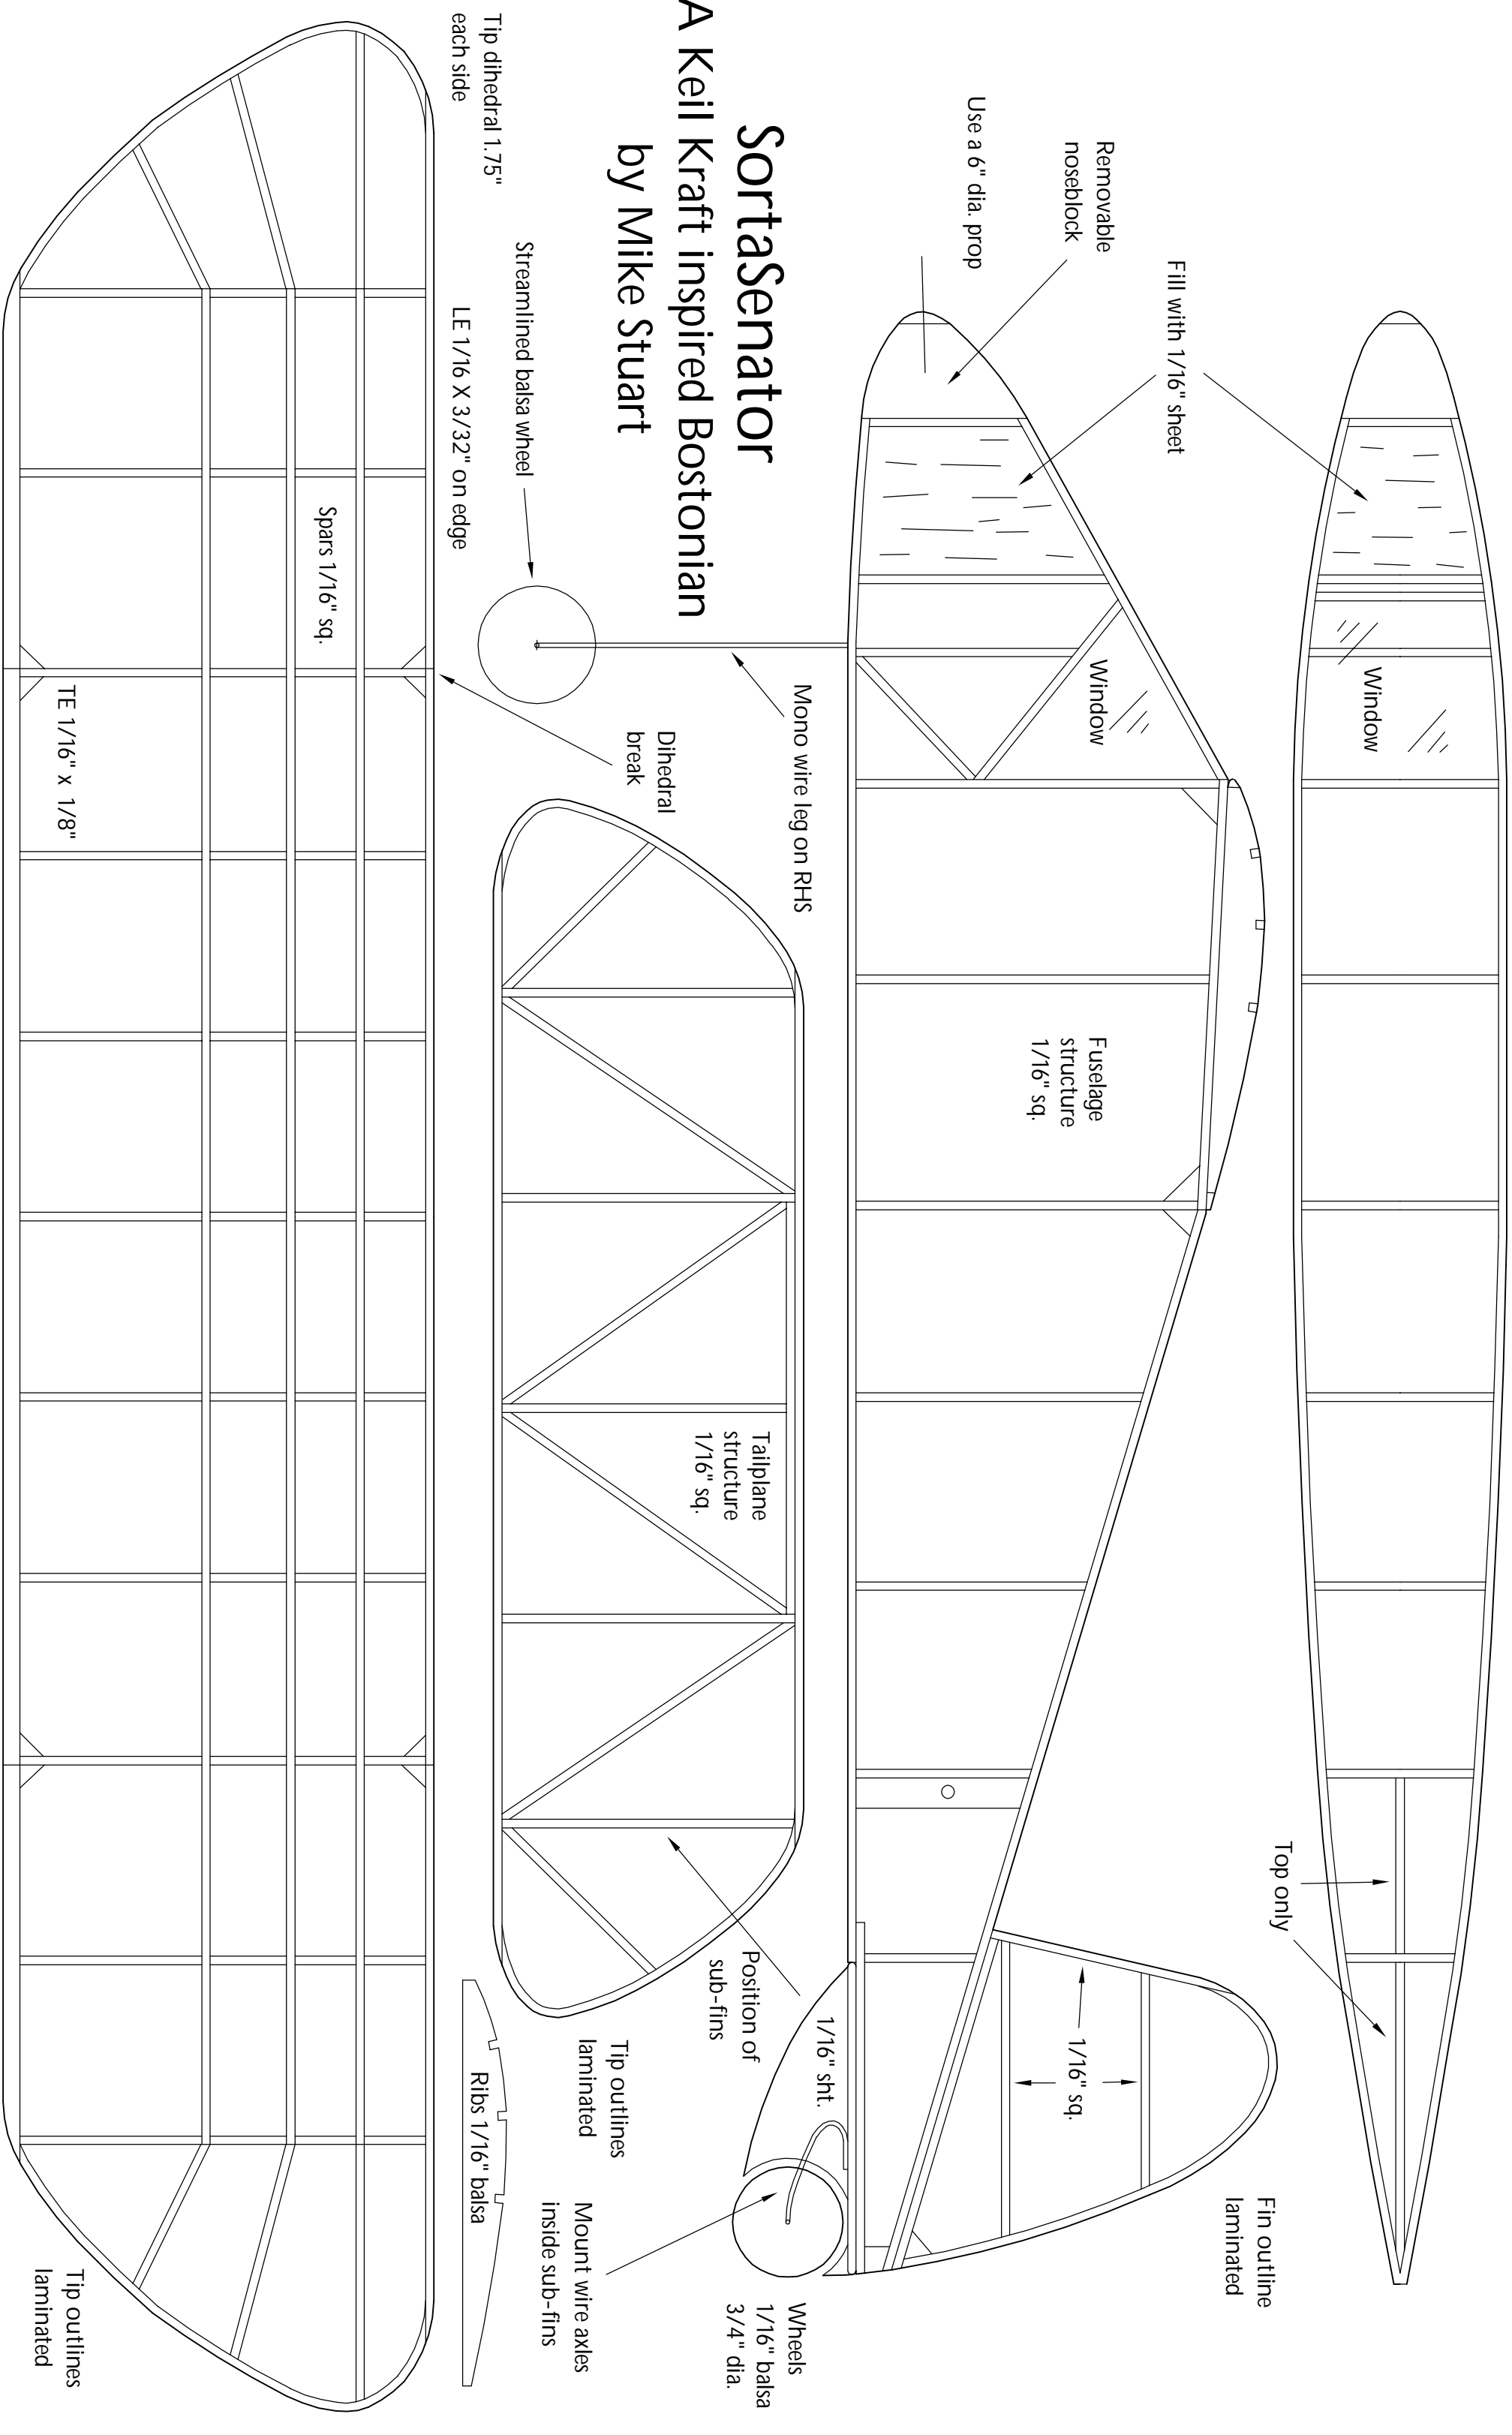 SortaSenator
A Keil Kraft inspired Bostonian
by Mike Stuart
Removable
noseblock
Use a 6" dia. prop
Fill with 1/16" sheet
Window
Window
Top only
Fin outline
laminated
Fuselage
structure
1/16" sq.
1/16" sq.
Mono wire leg on RHS
Streamlined balsa wheel
Dihedral
break
Tailplane
structure
1/16" sq.
Position of
sub-fins
1/16" sht.
Tip outlines
laminated
Wheels
1/16" balsa
3/4" dia.
Mount wire axles
inside sub-fins
Ribs 1/16" balsa
Tip dihedral 1.75"
each side
LE 1/16 X 3/32" on edge
Spars 1/16" sq.
TE 1/16" x 1/8"
Tip outlines
laminated